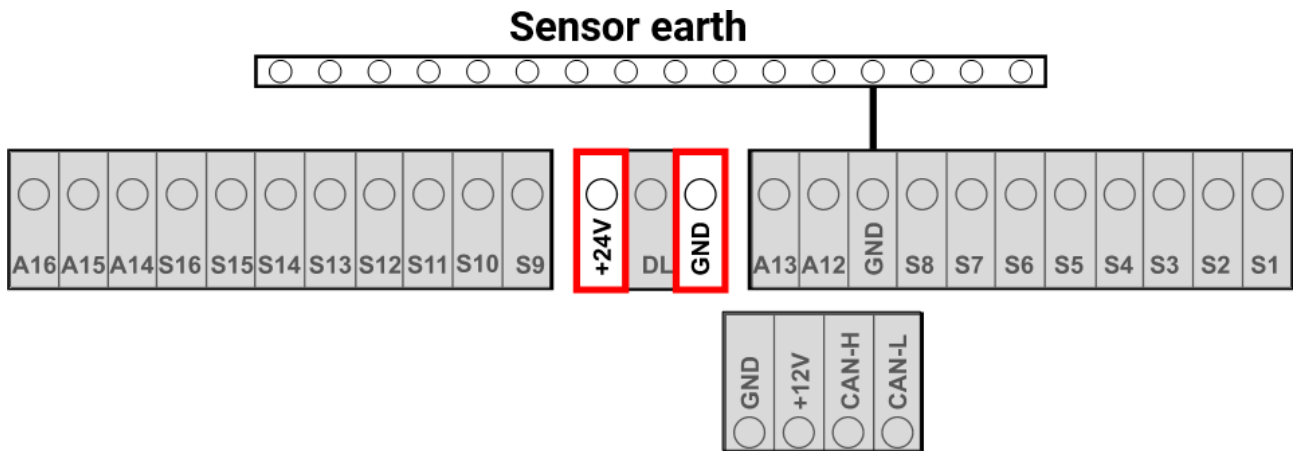 Sensor earth
A16 A15 A14 S16 S15 S14 S13 S12 S11 S10 S9 +24V DL GND A13 A12 GND S8 S7 S6 S5 S4 S3 S2 S1
GND +12V CAN-H CAN-L